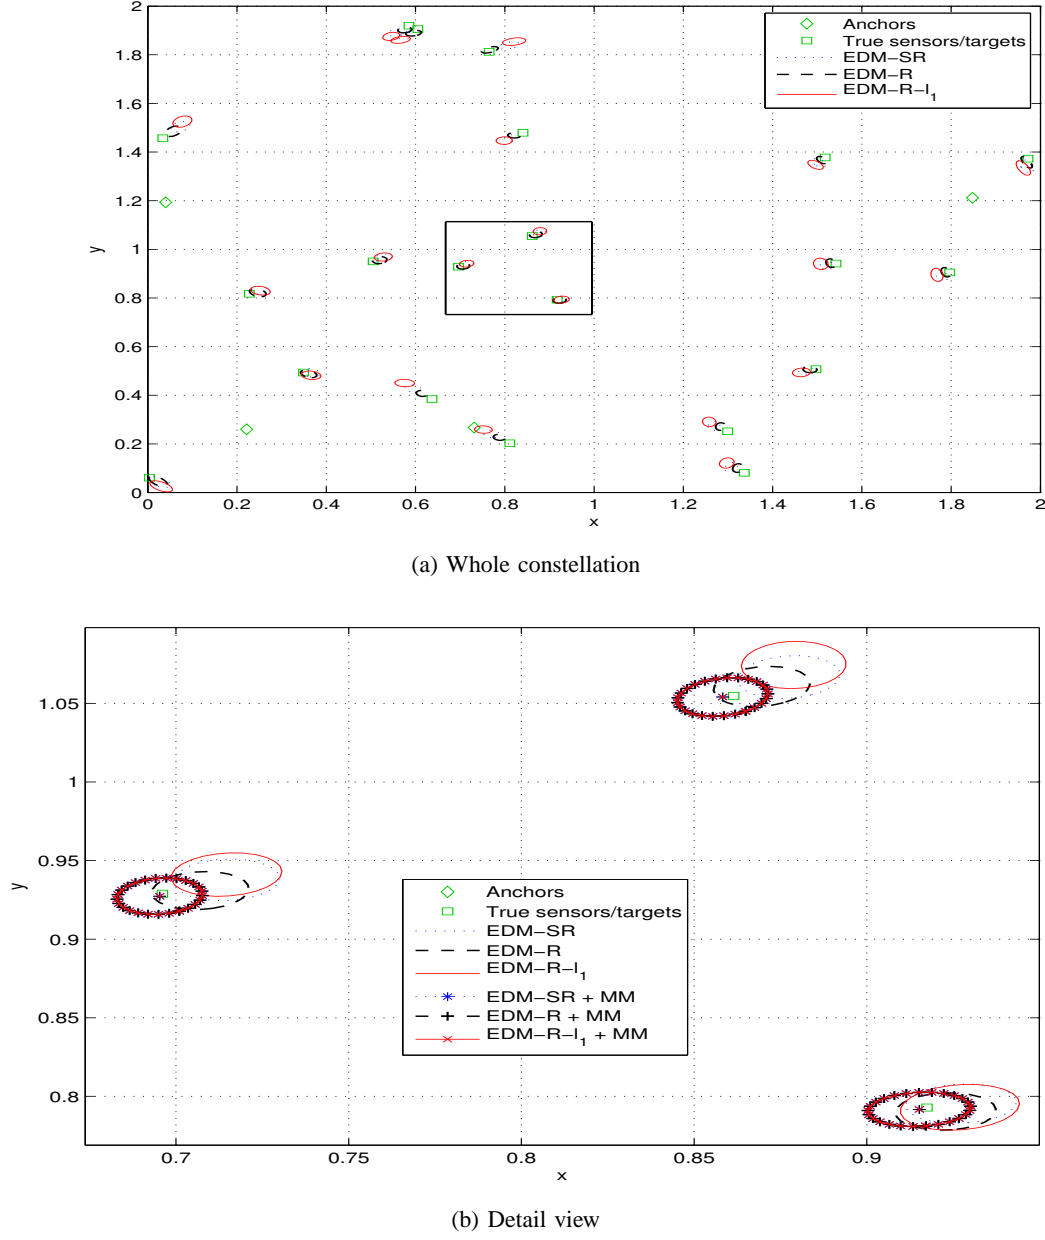 2
1.8
1.6
1.4
1.2
1
0.8
0.6
0.4
0.2
0
y
Anchors
True sensors/targets
EDM−SR
EDM−R
EDM−R−l₁
0 0.2 0.4 0.6 0.8 1 1.2 1.4 1.6 1.8 2
x
(a) Whole constellation
1.05
1
0.95
0.9
0.85
0.8
y
Anchors
True sensors/targets
EDM−SR
EDM−R
EDM−R−l₁
EDM−SR + MM
EDM−R + MM
EDM−R−l₁ + MM
0.7 0.75 0.8 0.85 0.9
x
(b) Detail view